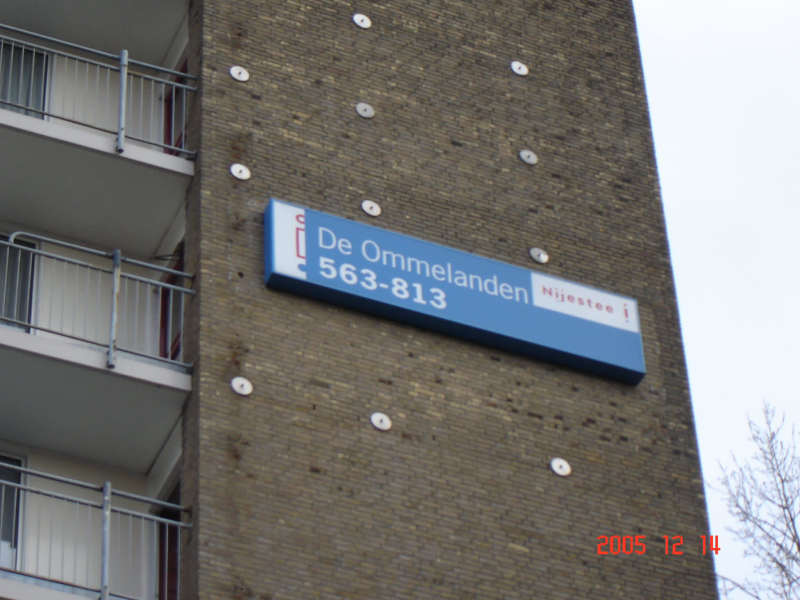 De Ommelanden
563-813
Nijestee
2005 12 14